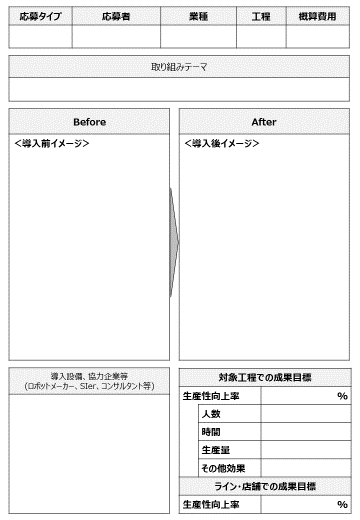 応募タイプ 応募者 業種 工程 概算費用
取り組みテーマ
Before After
＜導入前イメージ＞ ＜導入後イメージ＞
導入設備、協力企業等
(ロボットメーカー、SIer、コンサルタント等)
対象工程での成果目標
生産性向上率 %
人数
時間
生産量
その他効果
ライン・店舗での成果目標
生産性向上率 %